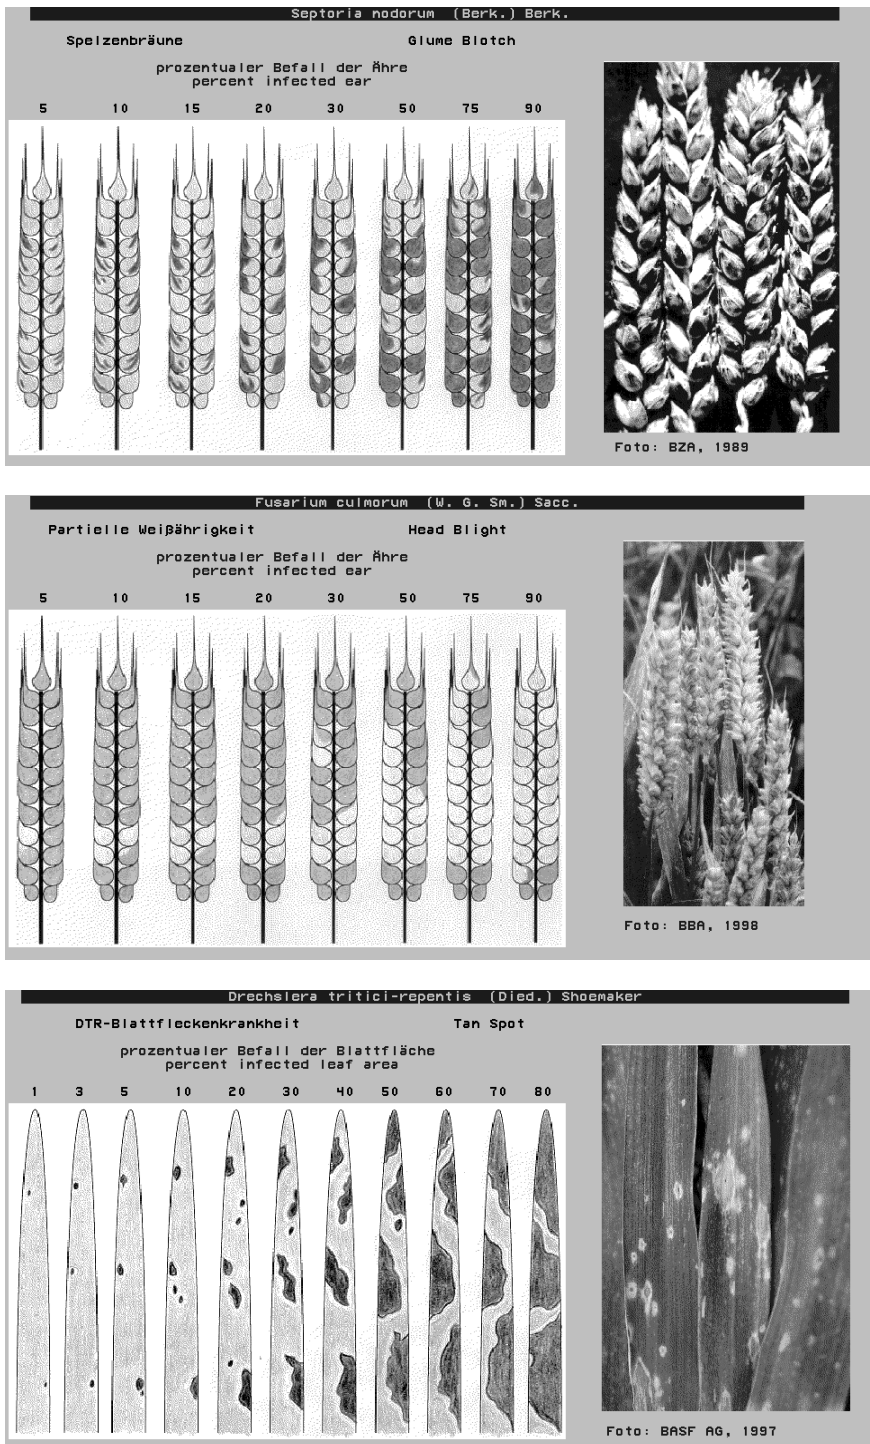 Septoria nodorum (Berk.) Berk.
Spelzenbräune Glume Blotch
prozentualer Befall der Ähre
percent infected ear
5 10 15 20 30 50 75 90
Foto: BZA, 1989
Fusarium culmorum (W. G. Sm.) Sacc.
Partielle Weißährigkeit Head Blight
prozentualer Befall der Ähre
percent infected ear
5 10 15 20 30 50 75 90
Foto: BBA, 1998
Drechslera tritici-repentis (Died.) Shoemaker
DTR-Blattfleckenkrankheit Tan Spot
prozentualer Befall der Blattfläche
percent infected leaf area
1 3 5 10 20 30 40 50 60 70 80
Foto: BASF AG, 1997